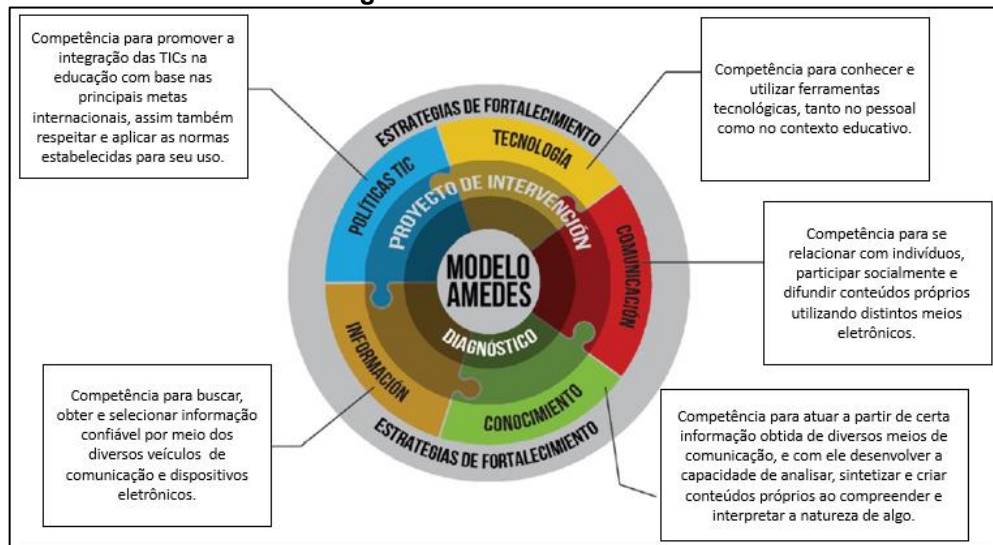 Competência para promover a
integração das TICs na
educação com base nas
principais metas
internacionais, assim também
respeitar e aplicar as normas
estabelecidas para seu uso.
Competência para conhecer e
utilizar ferramentas
tecnológicas, tanto no pessoal
como no contexto educativo.
ESTRATEGIAS DE FORTALECIMIENTO
POLÍTICAS TIC
TECNOLOGÍA
PROYECTO DE INTERVENCIÓN
COMUNICACIÓN
MODELO
AMEDES
DIAGNÓSTICO
INFORMACIÓN
CONOCIMIENTO
ESTRATEGIAS DE FORTALECIMIENTO
Competência para se
relacionar com indivíduos,
participar socialmente e
difundir conteúdos próprios
utilizando distintos meios
eletrônicos.
Competência para buscar,
obter e selecionar informação
confiável por meio dos
diversos veículos de
comunicação e dispositivos
eletrônicos.
Competência para atuar a partir de certa
informação obtida de diversos meios de
comunicação, e com ele desenvolver a
capacidade de analisar, sintetizar e criar
conteúdos próprios ao compreender e
interpretar a natureza de algo.